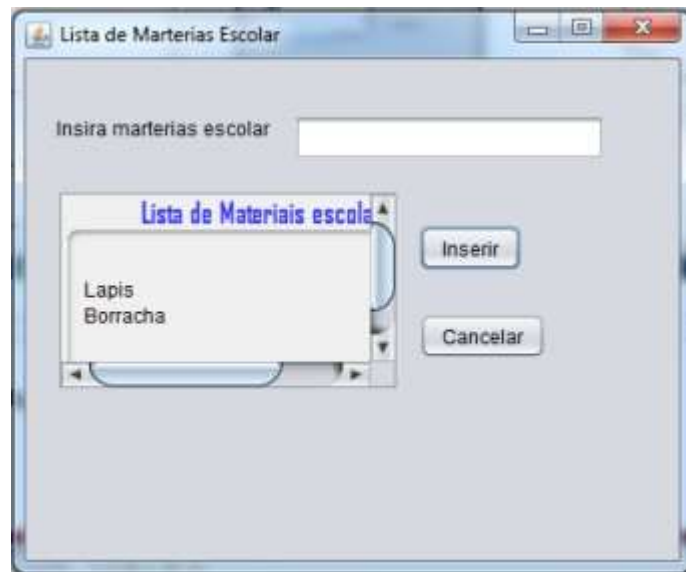 Lista de Marterias Escolar
Insira marterias escolar
Lista de Materiais escola
Inserir
Lapis
Borracha
Cancelar